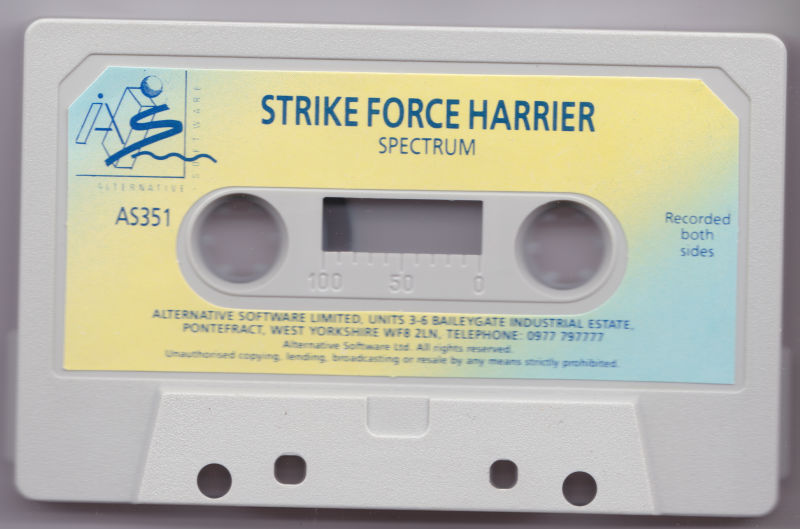 STRIKE FORCE HARRIER
SPECTRUM
SOFTWARE
ALTERNATIVE
AS351
Recorded
both
sides
100 50 0
ALTERNATIVE SOFTWARE LIMITED, UNITS 3-6 BAILEYGATE INDUSTRIAL ESTATE,
PONTEFRACT, WEST YORKSHIRE WF8 2LN, TELEPHONE: 0977 797777
Alternative Software Ltd. All rights reserved.
Unauthorised copying, lending, broadcasting or resale by any means strictly prohibited.